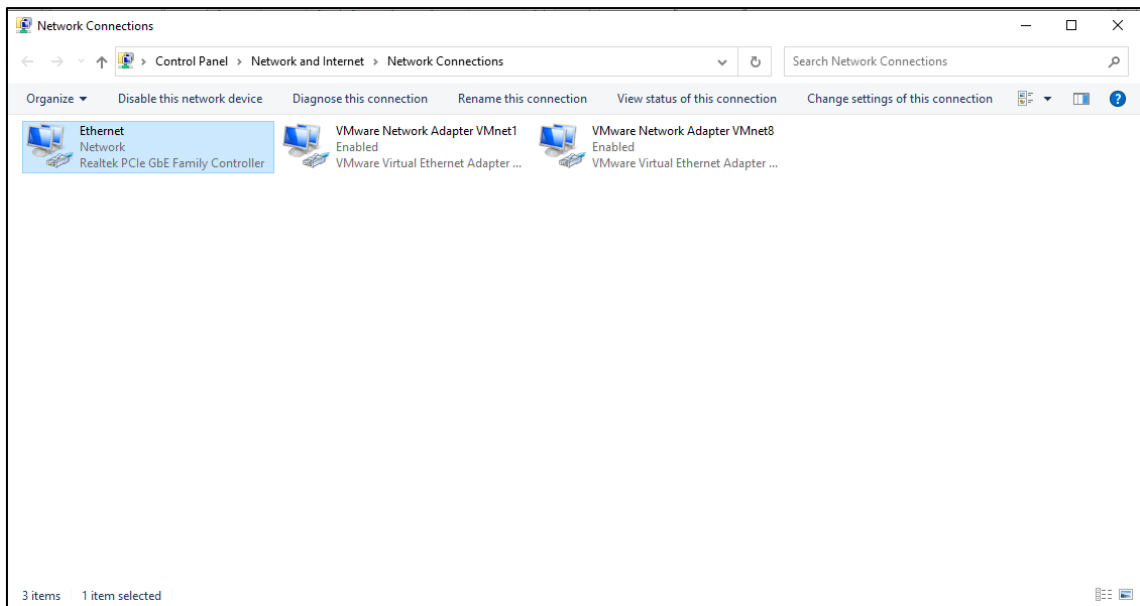 Network Connections
Control Panel > Network and Internet > Network Connections
Search Network Connections
Organize Disable this network device Diagnose this connection Rename this connection View status of this connection Change settings of this connection
Ethernet
Network
Realtek PCIe GbE Family Controller
VMware Network Adapter VMnet1
Enabled
VMware Virtual Ethernet Adapter ...
VMware Network Adapter VMnet8
Enabled
VMware Virtual Ethernet Adapter ...
3 items 1 item selected